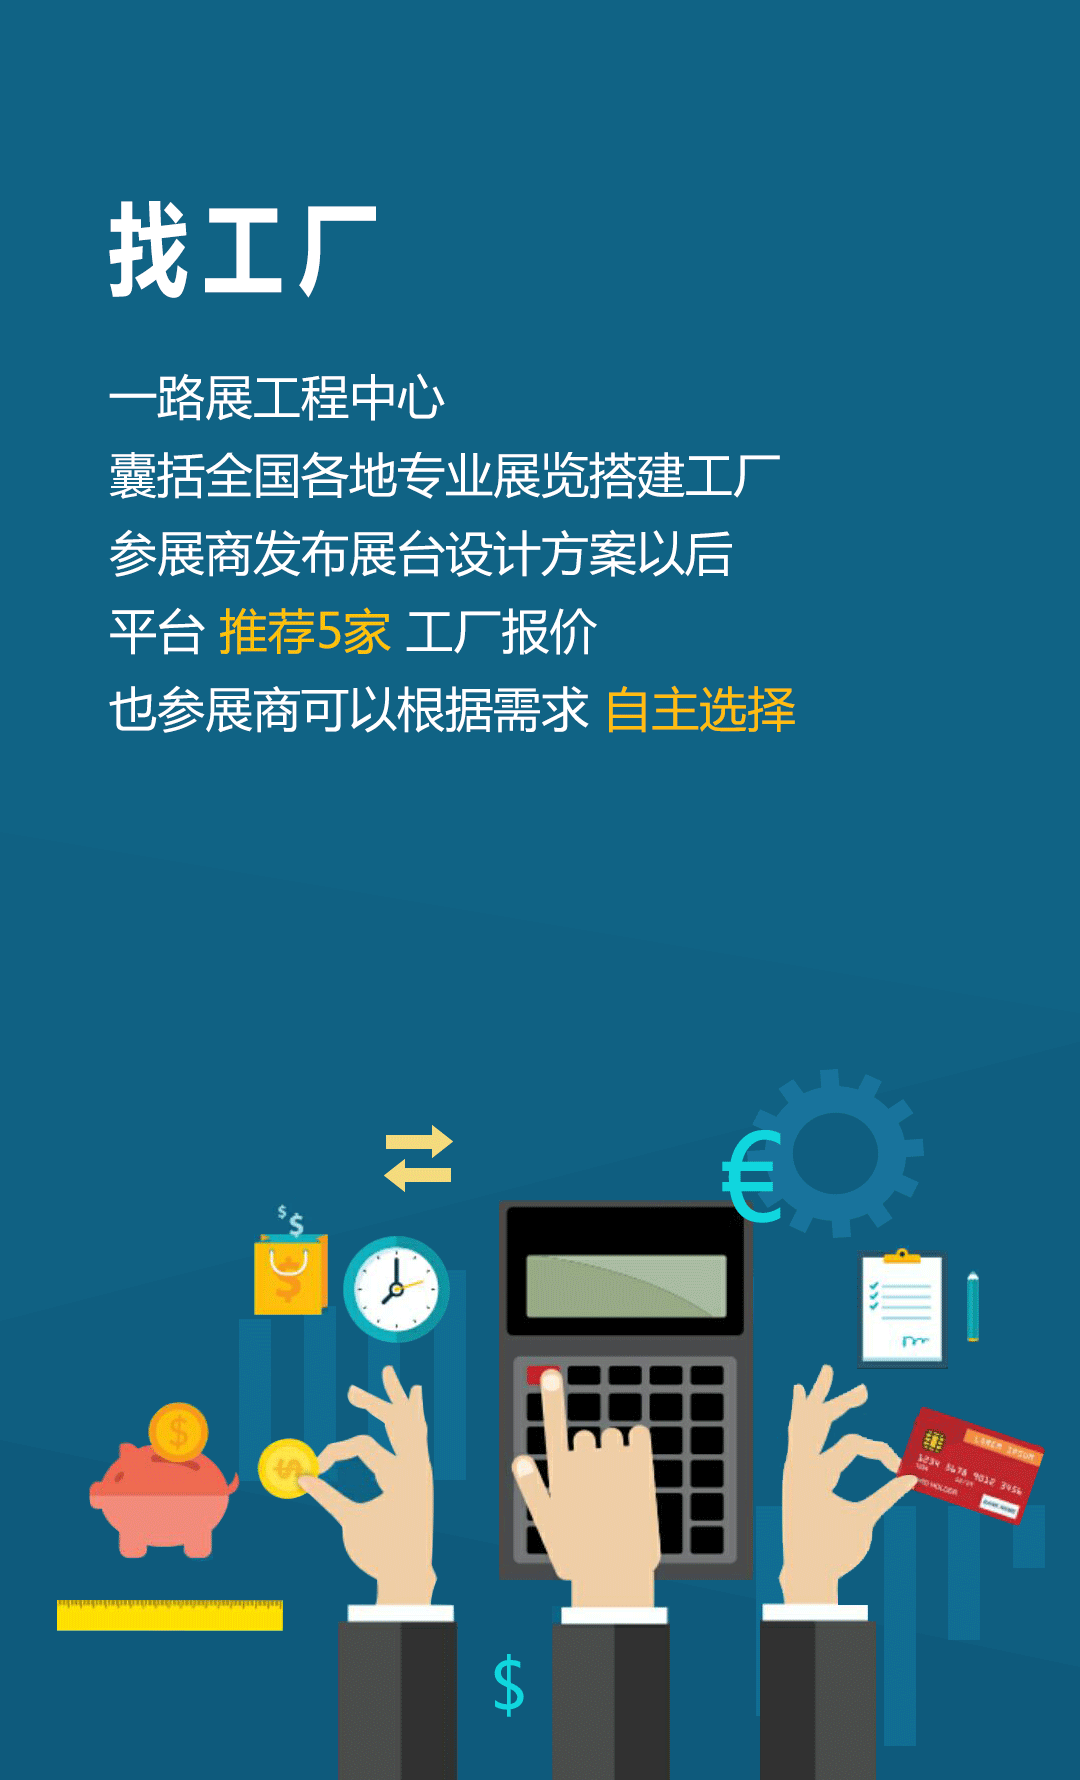 找工厂
一路展工程中心
囊括全国各地专业展览搭建工厂
参展商发布展台设计方案以后
平台 推荐5家 工厂报价
也参展商可以根据需求 自主选择
€
$
$
$
$
$
LOREM IPSUM
1234 5678 9012 3456
$